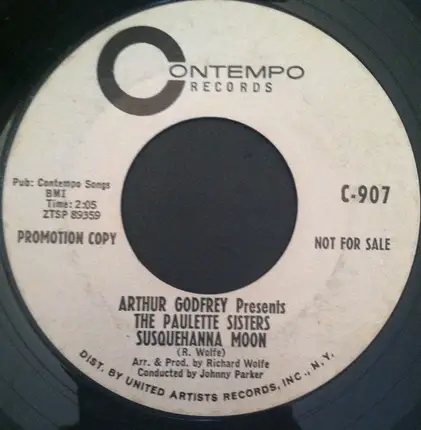 CONTEMPO
RECORDS
Pub: Contempo Songs
BMI
Time: 2:05
ZTSP 89359
C-907
PROMOTION COPY
NOT FOR SALE
ARTHUR GODFREY Presents
THE PAULETTE SISTERS
SUSQUEHANNA MOON
(R. Wolfe)
Arr. & Prod. by Richard Wolfe
Conducted by Johnny Parker
DIST. BY UNITED ARTISTS RECORDS, INC., N.Y.